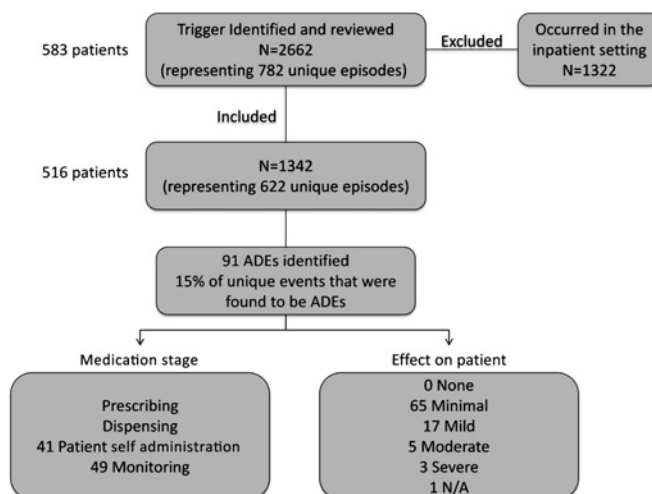 583 patients
Trigger Identified and reviewed
N=2662
(representing 782 unique episodes)
Excluded
Occurred in the
inpatient setting
N=1322
Included
516 patients
N=1342
(representing 622 unique episodes)
91 ADEs identified
15% of unique events that were
found to be ADEs
Medication stage
Prescribing
Dispensing
41 Patient self administration
49 Monitoring
Effect on patient
0 None
65 Minimal
17 Mild
5 Moderate
3 Severe
1 N/A